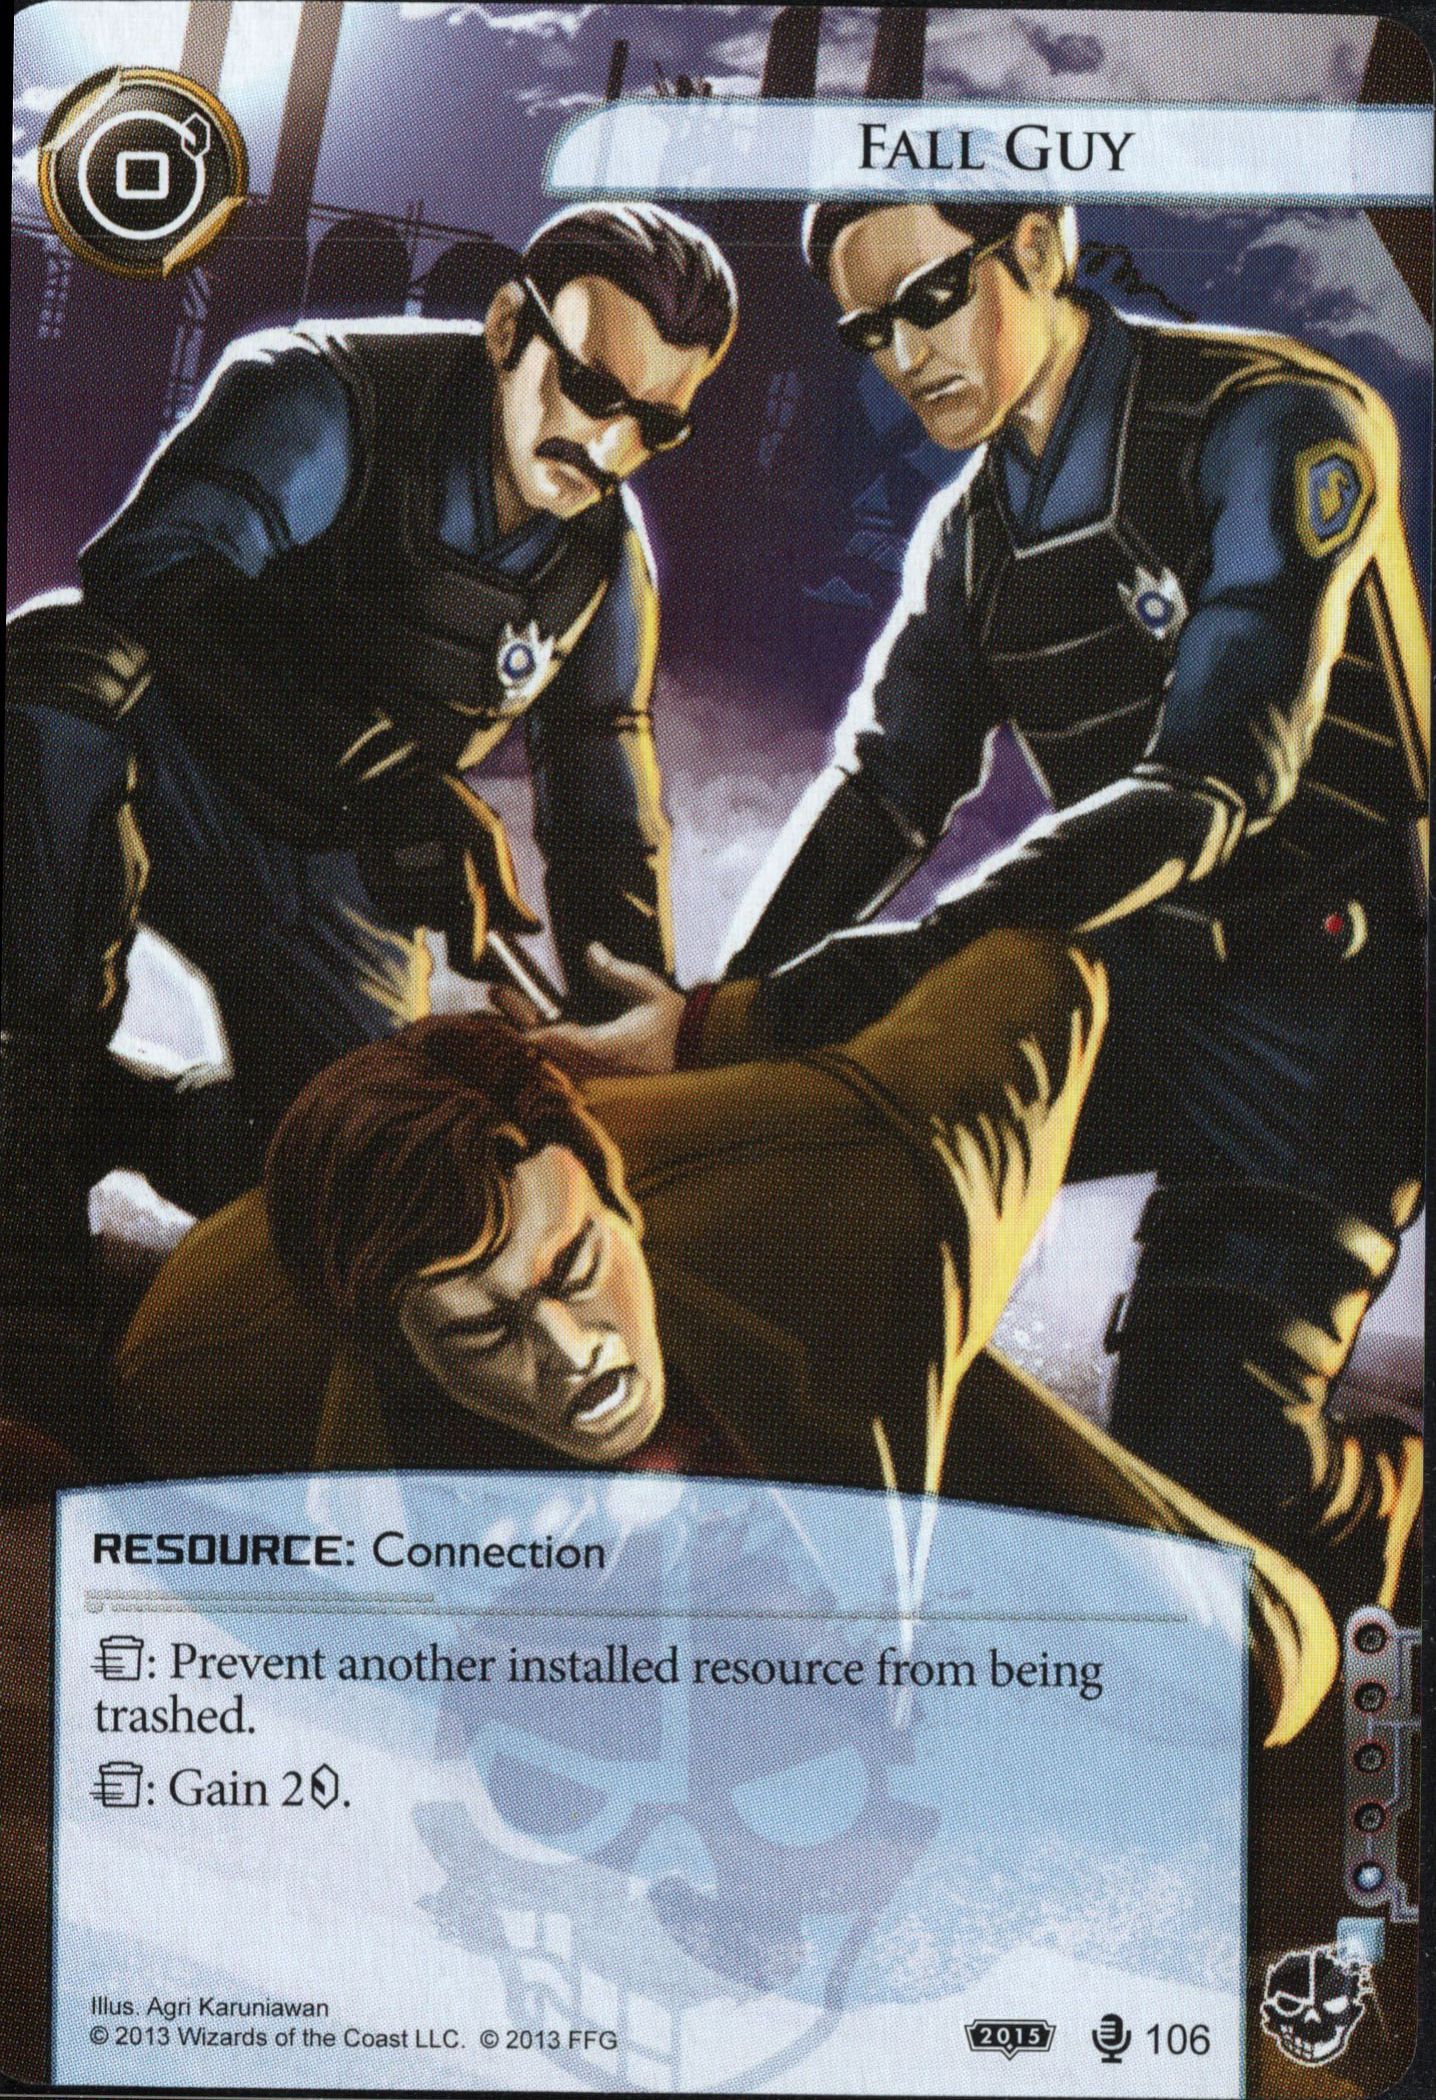 0
FALL GUY
RESOURCE: Connection
: Prevent another installed resource from being
trashed.
: Gain 2.
Illus. Agri Karuniawan
© 2013 Wizards of the Coast LLC. © 2013 FFG
2015 106